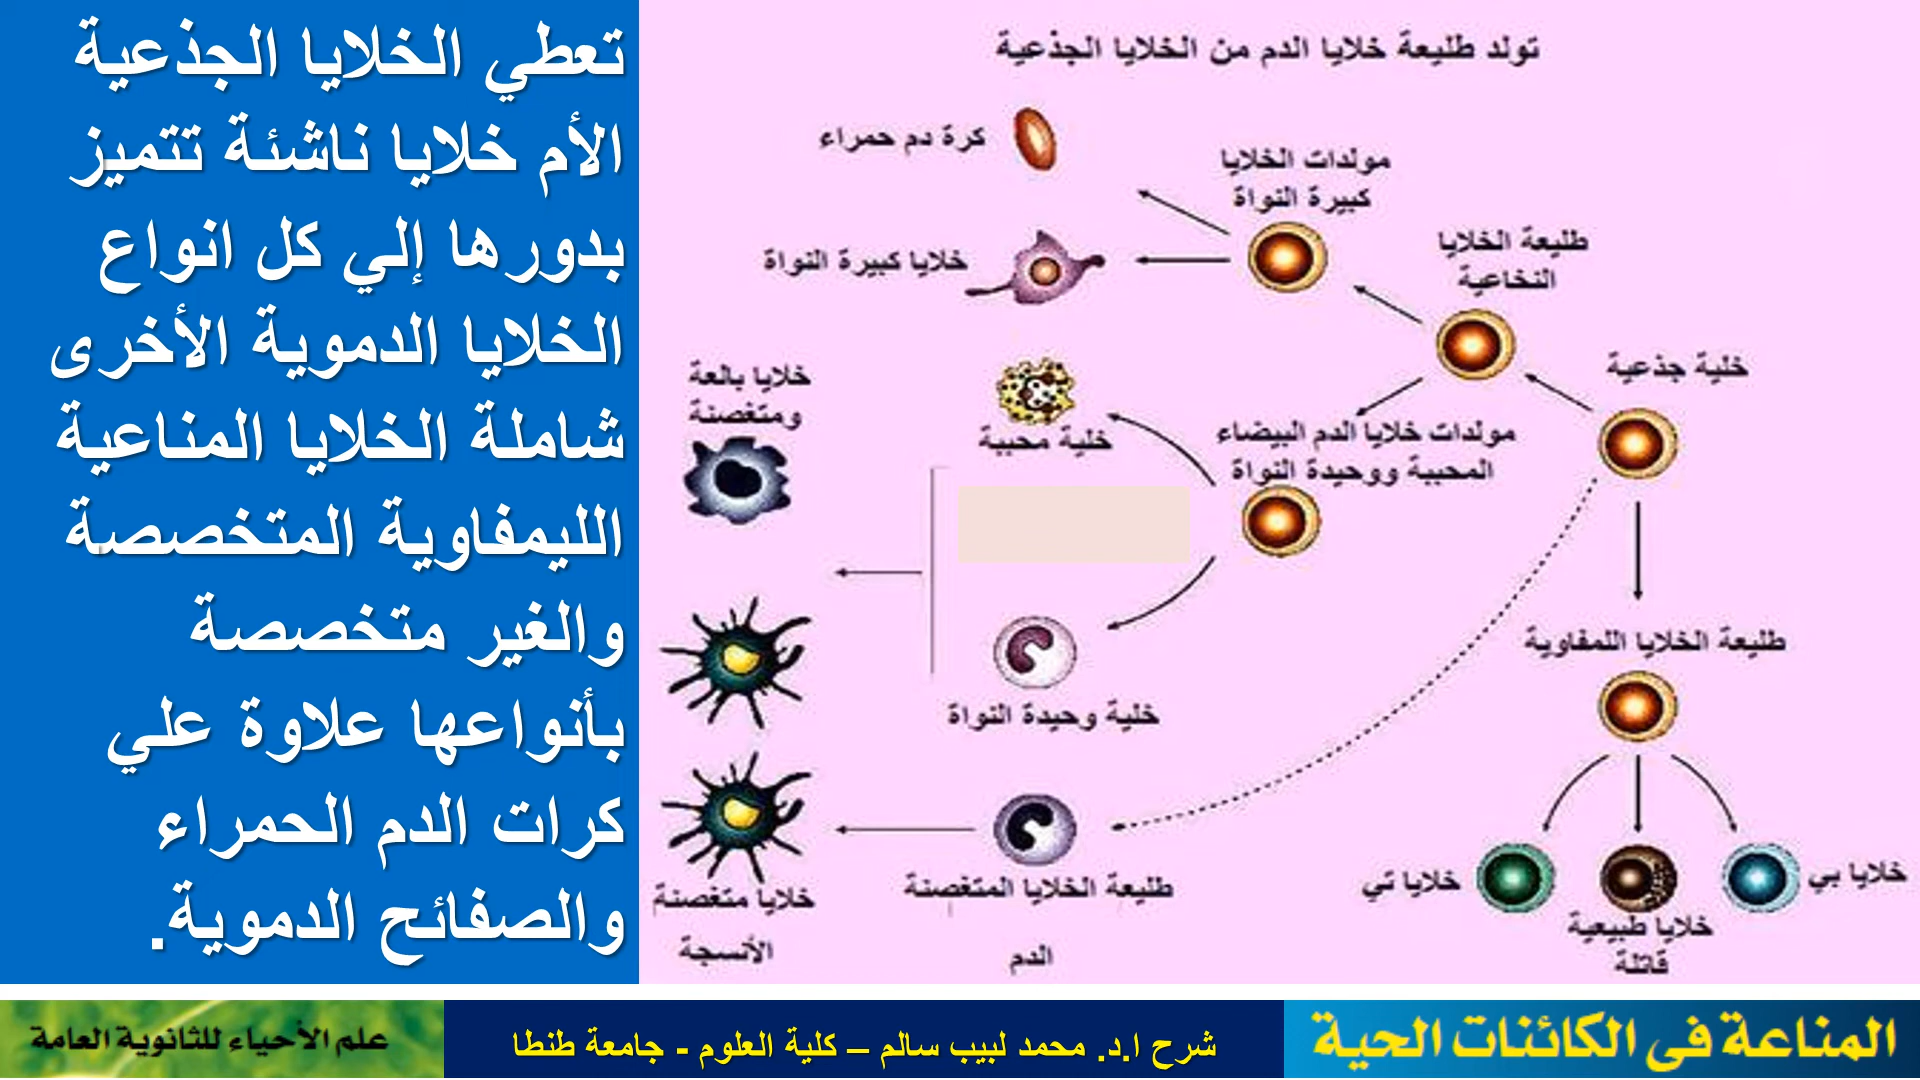 تولد طليعة خلايا الدم من الخلايا الجذعية
كرة دم حمراء
مولدات الخلايا
كبيرة النواة
خلايا كبيرة النواة
طليعة الخلايا
النخاعية
خلية جذعية
خلايا بالعة
ومتغصنة
خلية محببة
مولدات خلايا الدم البيضاء
المحببة ووحيدة النواة
طليعة الخلايا اللمفاوية
خلية وحيدة النواة
خلايا بي
خلايا تي
خلايا طبيعية
قاتلة
طليعة الخلايا المتغصنة
خلايا متغصنة
الدم
الأنسجة
تعطي الخلايا الجذعية
الأم خلايا ناشئة تتميز
بدورها إلي كل انواع
الخلايا الدموية الأخرى
شاملة الخلايا المناعية
الليمفاوية المتخصصة
والغير متخصصة
بأنواعها علاوة علي
كرات الدم الحمراء
والصفائح الدموية.
المناعة فى الكائنات الحية
شرح ا.د. محمد لبيب سالم – كلية العلوم - جامعة طنطا
علم الأحياء للثانوية العامة